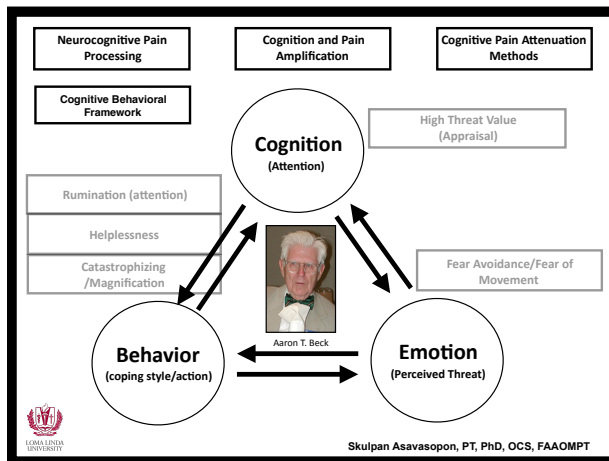 Neurocognitive Pain
Processing
Cognition and Pain
Amplification
Cognitive Pain Attenuation
Methods
Cognitive Behavioral
Framework
Cognition
(Attention)
High Threat Value
(Appraisal)
Rumination (attention)
Helplessness
Catastrophizing
/Magnification
Fear Avoidance/Fear of
Movement
Aaron T. Beck
Behavior
(coping style/action)
Emotion
(Perceived Threat)
LOMA LINDA
UNIVERSITY
Skulpan Asavasopon, PT, PhD, OCS, FAAOMPT